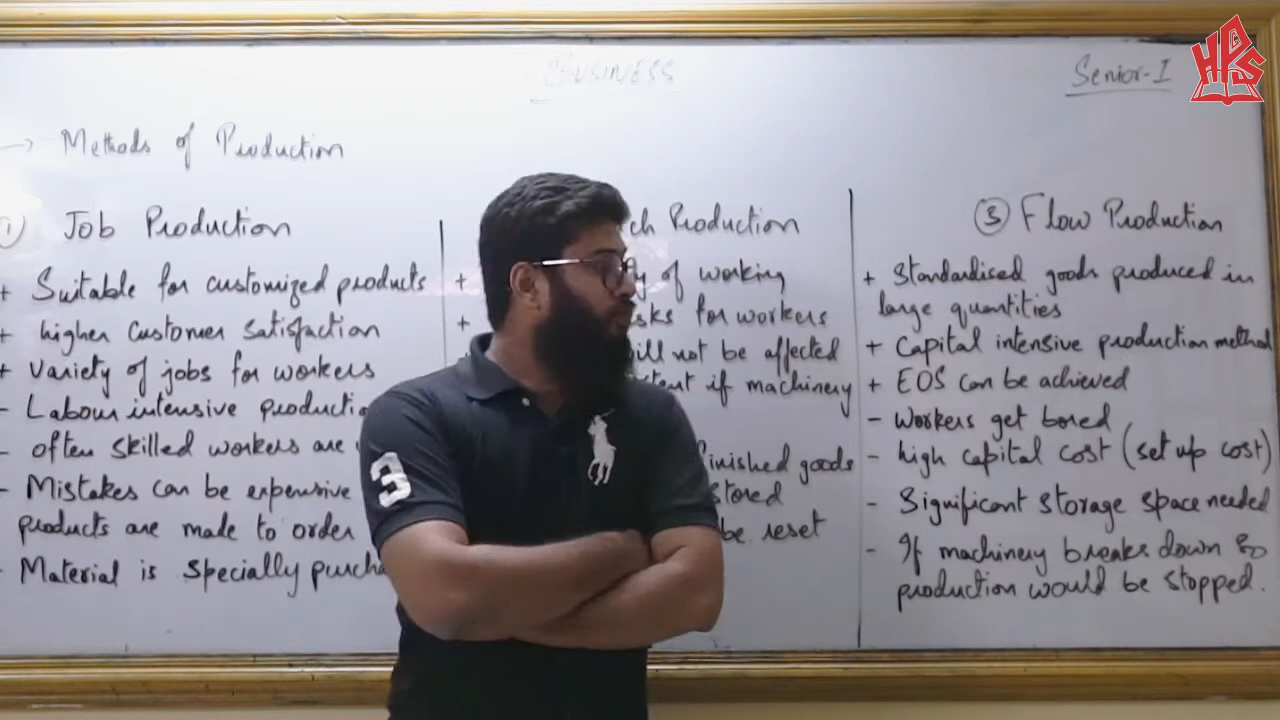 BUSINESS
Senior-I
HPS
→ Methods of Production
① Job Production
+ Suitable for customized products
+ higher customer satisfaction
+ Variety of jobs for workers
- Labour intensive
- often skilled workers are
- Mistakes can be expensive
products are made to order
- Material is specially
Production
+ of working
+ for workers
not be affected
if machinery
finished goods
stored
be reset
③ Flow Production
+ Standardised goods produced in
large quantities
+ Capital intensive production method
+ EOS can be achieved
- Workers get bored
- high capital cost (set up cost)
- Significant storage space needed
- If machinery breaks down so
production would be stopped.
3